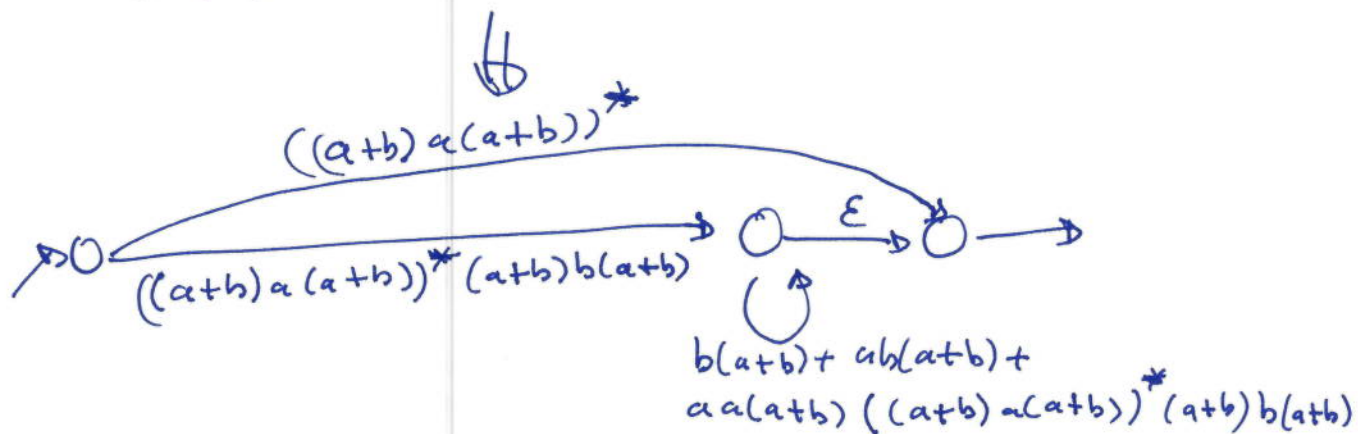 ((a+b) a(a+b))*
ε
((a+b) a (a+b))* (a+b) b(a+b)
b(a+b) + ab(a+b) +
aa(a+b) ((a+b) a(a+b))* (a+b) b(a+b)